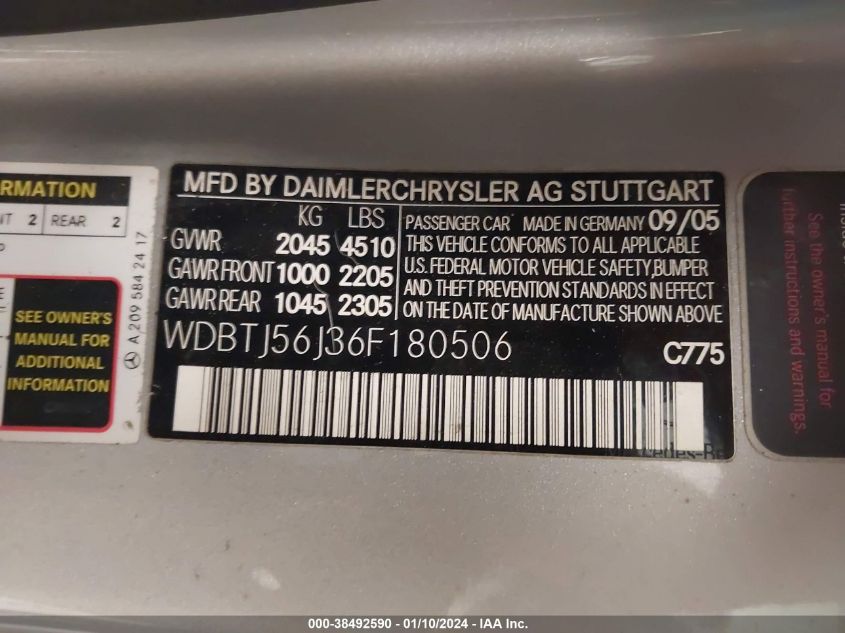 MFD BY DAIMLERCHRYSLER AG STUTTGART
KG LBS
GVWR 2045 4510
GAWR FRONT 1000 2205
GAWR REAR 1045 2305
PASSENGER CAR MADE IN GERMANY 09/05
THIS VEHICLE CONFORMS TO ALL APPLICABLE
U.S. FEDERAL MOTOR VEHICLE SAFETY,BUMPER
AND THEFT PREVENTION STANDARDS IN EFFECT
ON THE DATE OF MANUFACTURE SHOWN ABOVE
WDBTJ56J36F180506
C775
2 REAR 2
SEE OWNER'S
MANUAL FOR
ADDITIONAL
INFORMATION
A 209 584 24 17
See the owner's manual for
further instructions and warnings.
000-38492590 - 01/10/2024 - IAA Inc.